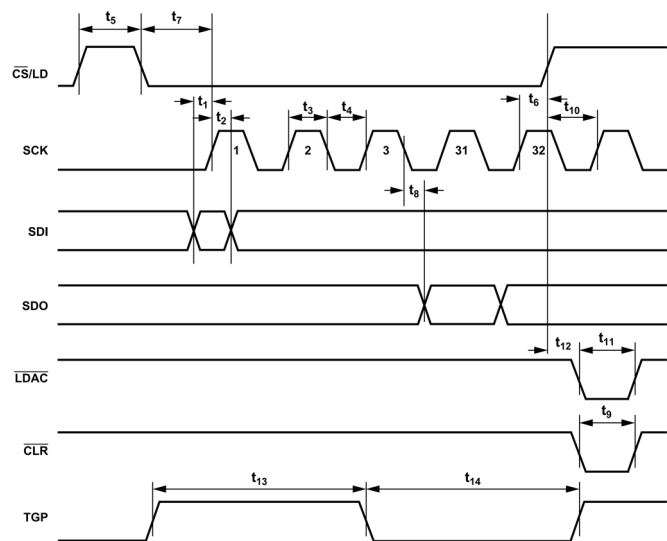 t5 t7
CS/LD
t1 t2 t3 t4 t6 t10
SCK 1 2 3 31 32
t8
SDI
SDO
t12 t11
LDAC
t9
CLR
t13 t14
TGP